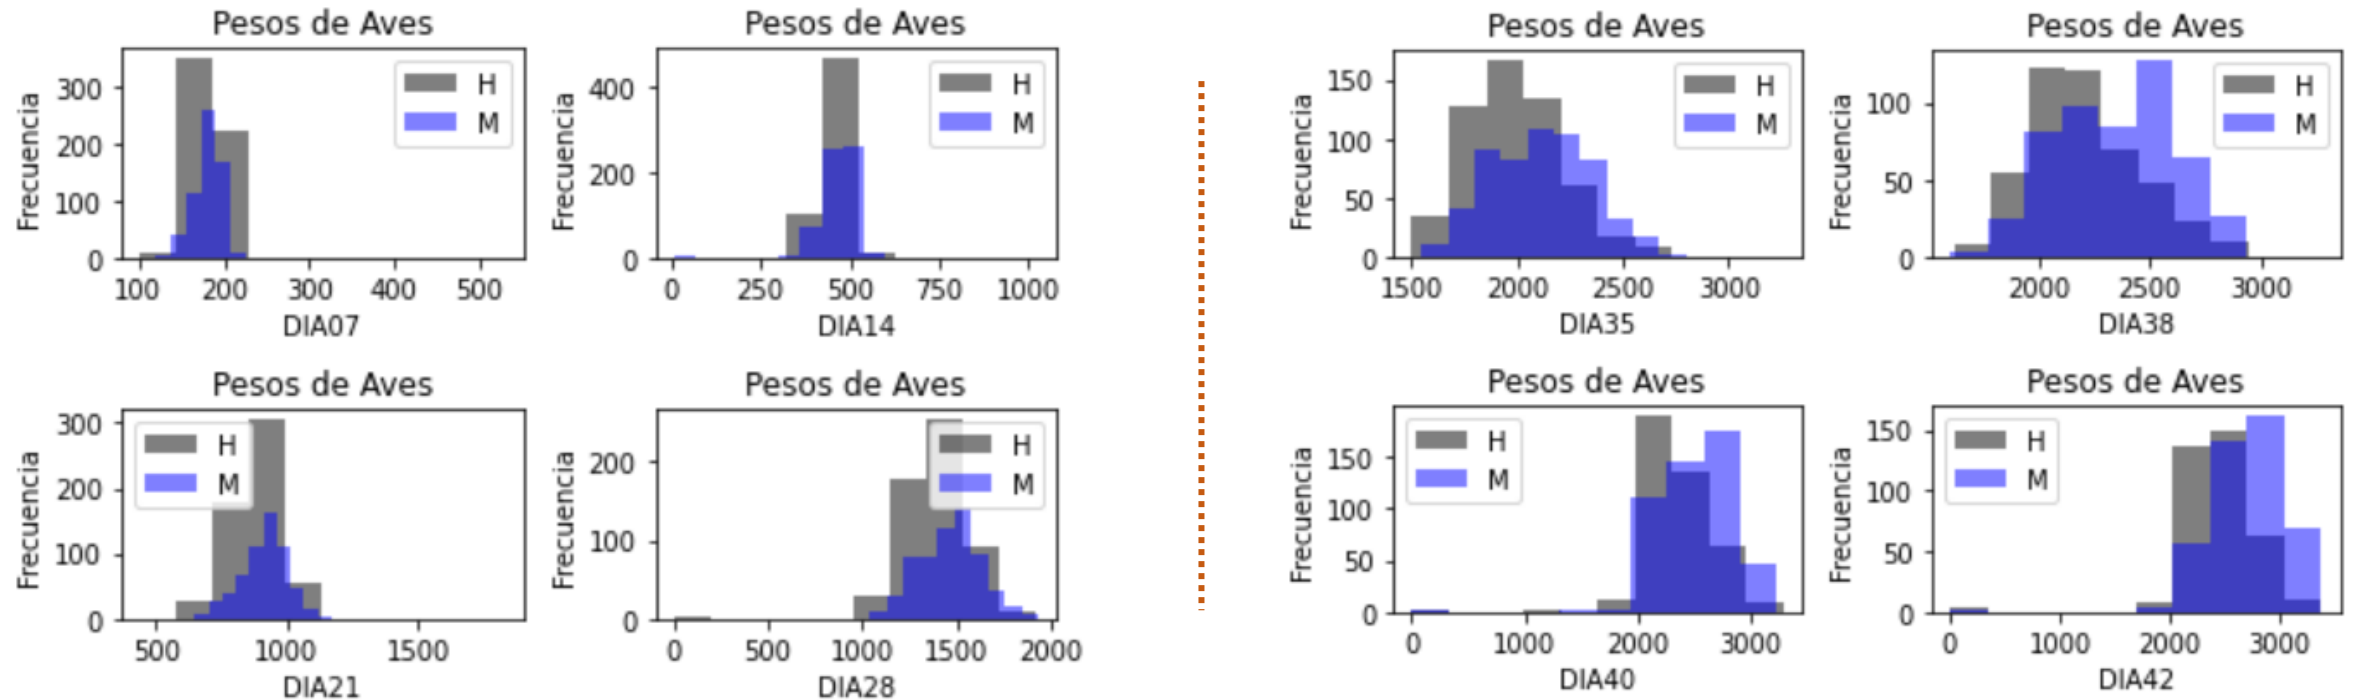 Pesos de Aves
Frecuencia
300
200
100
0
H
M
100 200 300 400 500
DIA07
Pesos de Aves
Frecuencia
400
200
0
H
M
0 250 500 750 1000
DIA14
Pesos de Aves
Frecuencia
150
100
50
0
H
M
1500 2000 2500 3000
DIA35
Pesos de Aves
Frecuencia
100
50
0
H
M
2000 2500 3000
DIA38
Pesos de Aves
Frecuencia
300
200
100
0
H
M
500 1000 1500
DIA21
Pesos de Aves
Frecuencia
200
100
0
H
M
0 500 1000 1500 2000
DIA28
Pesos de Aves
Frecuencia
150
100
50
0
H
M
0 1000 2000 3000
DIA40
Pesos de Aves
Frecuencia
150
100
50
0
H
M
0 1000 2000 3000
DIA42